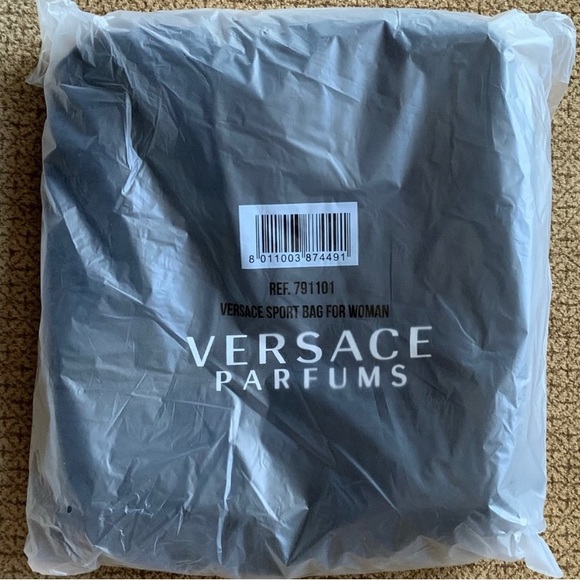 8 011003 874491
REF. 791101
VERSACE SPORT BAG FOR WOMAN
VERSACE
PARFUMS